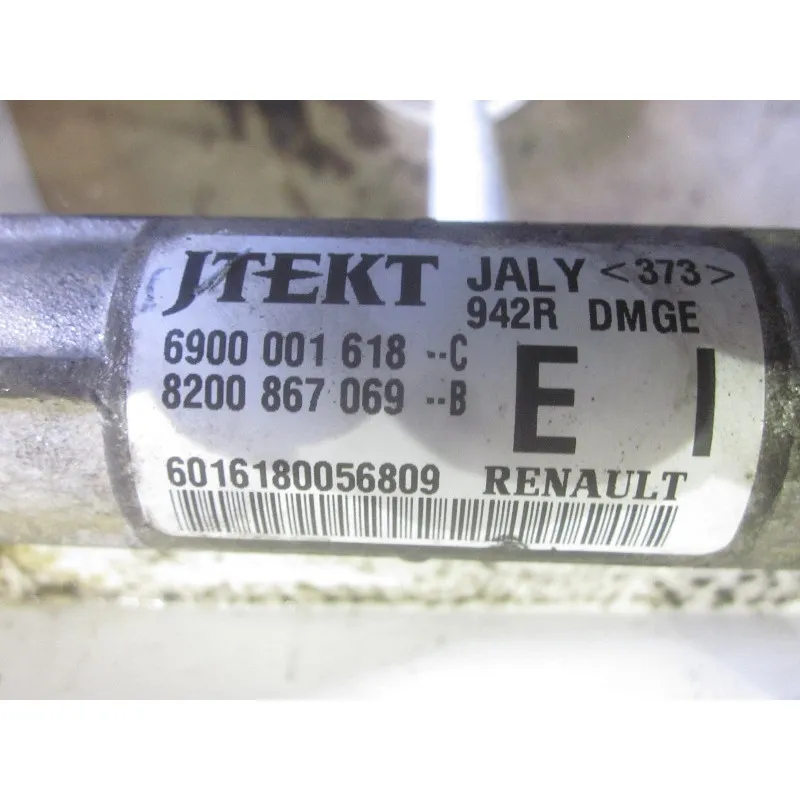 JTEKT JALY <373>
942R DMGE
6900 001 618 --C
8200 867 069 --B
E I
6016180056809 RENAULT